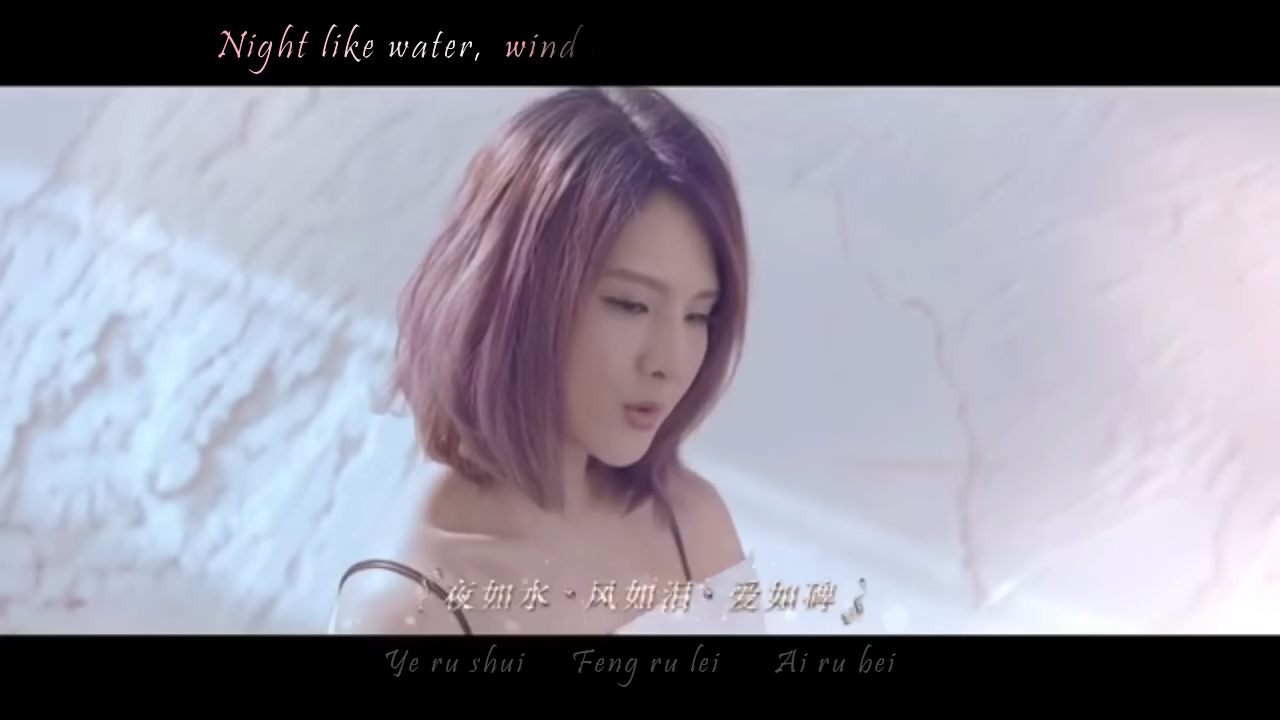 Night like water, wind
夜如水·风如泪·爱如碑
Ye ru shui Feng ru lei Ai ru bei